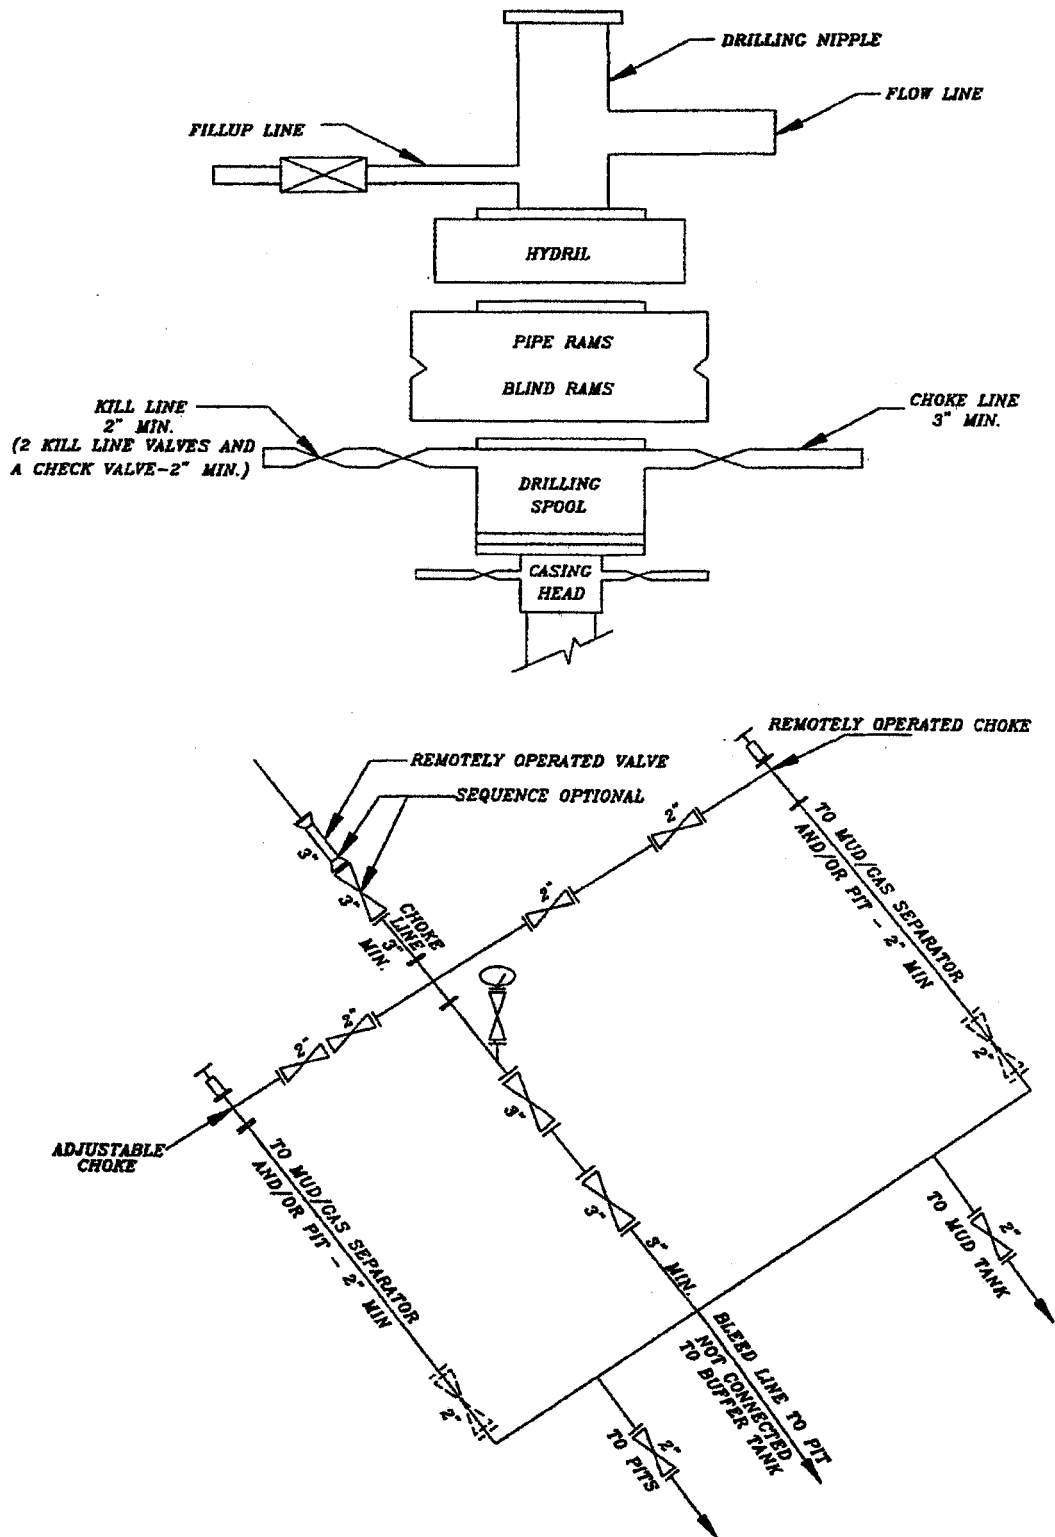 DRILLING NIPPLE
FLOW LINE
FILLUP LINE
HYDRIL
PIPE RAMS
BLIND RAMS
KILL LINE
2" MIN.
(2 KILL LINE VALVES AND
A CHECK VALVE-2" MIN.)
CHOKE LINE
3" MIN.
DRILLING
SPOOL
CASING
HEAD
REMOTELY OPERATED CHOKE
REMOTELY OPERATED VALVE
SEQUENCE OPTIONAL
3"
3"
CHOKE
LINE
3"
MIN.
2"
2"
2"
2"
TO MUD/GAS SEPARATOR
AND/OR PIT - 2" MIN
2"
ADJUSTABLE
CHOKE
TO MUD/GAS SEPARATOR
AND/OR PIT - 2" MIN
2"
3"
3"
3" MIN.
BLEED LINE TO PIT
NOT CONNECTED
TO BUFFER TANK
2"
TO MUD TANK
2"
TO PITS